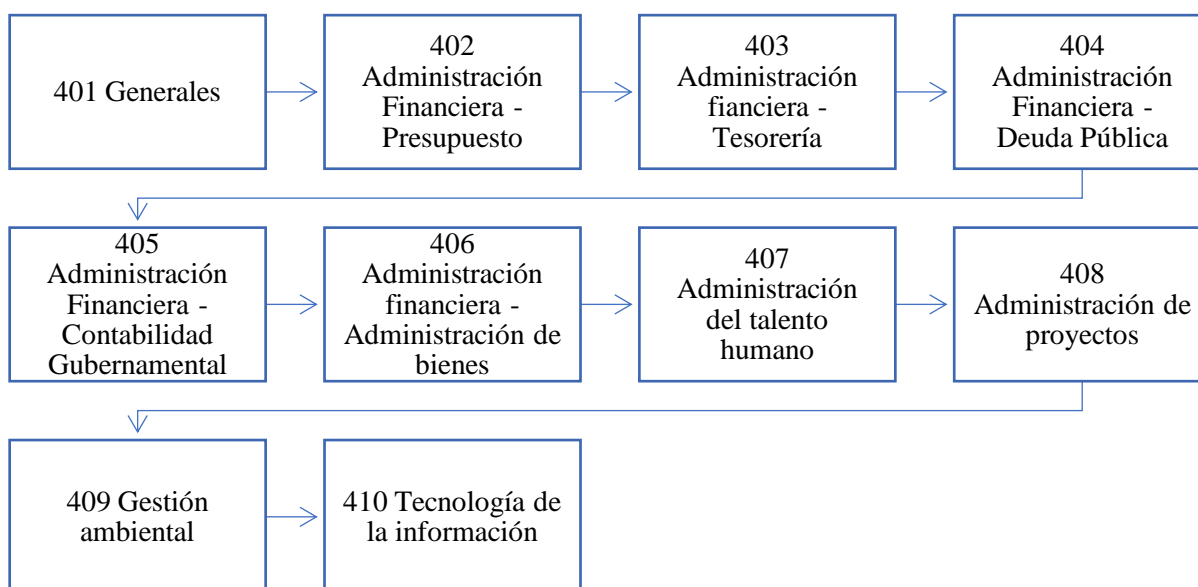 401 Generales
402
Administración
Financiera -
Presupuesto
403
Administración
fianciera -
Tesorería
404
Administración
Financiera -
Deuda Pública
405
Administración
Financiera -
Contabilidad
Gubernamental
406
Administración
financiera -
Administración de
bienes
407
Administración
del talento
humano
408
Administración de
proyectos
409 Gestión
ambiental
410 Tecnología de
la información